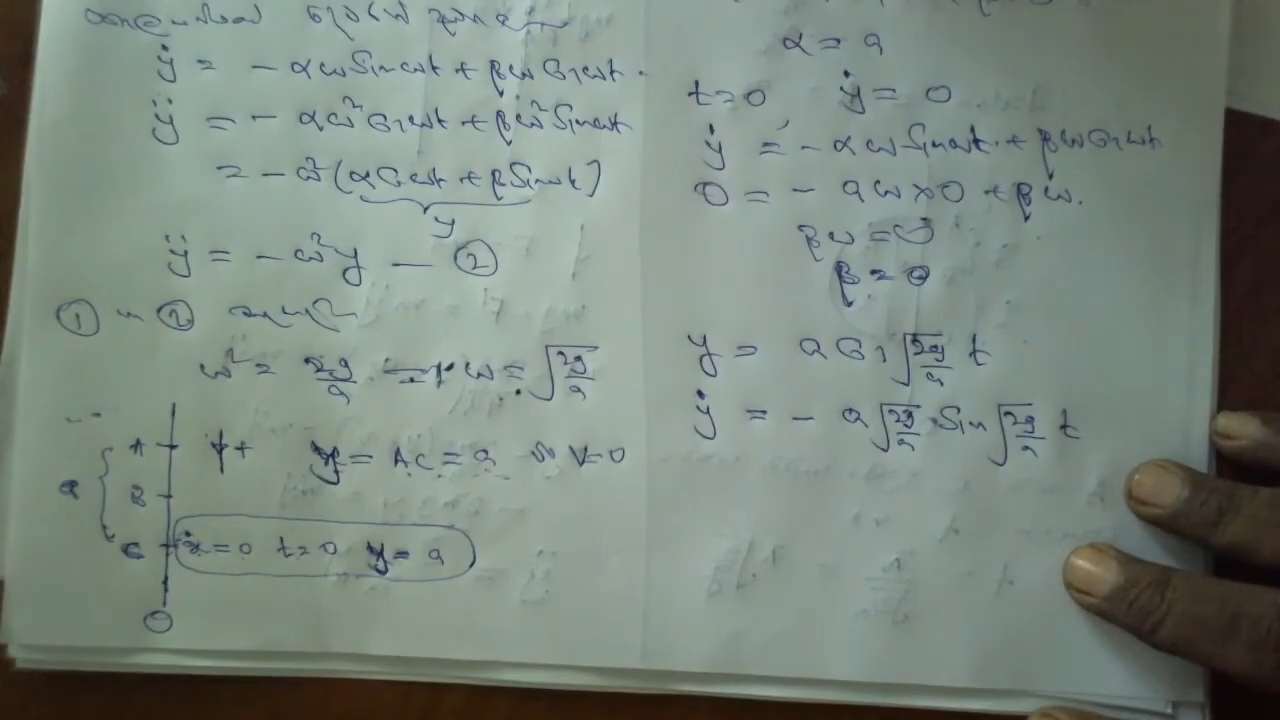 ẏ = - αω Sin ωt + βω Cos ωt.
ÿ = - αω² Cos ωt + βω² Sin ωt
= - ω² (α Cos ωt + β Sin ωt)
y
ÿ = - ω² y — ②
① ②
ω² = 2g/a ω = √(2g/a)
A
B
C
O
a
y = AC = a v=0
ẋ = 0 t = 0 y = a
α = a
t = 0 ẏ = 0
ẏ = - αω Sin ωt + βω Cos ωt
0 = - aω × 0 + βω.
βω = 0
β = 0
y = a Cos √(2g/a) t
ẏ = - a √(2g/a) Sin √(2g/a) t